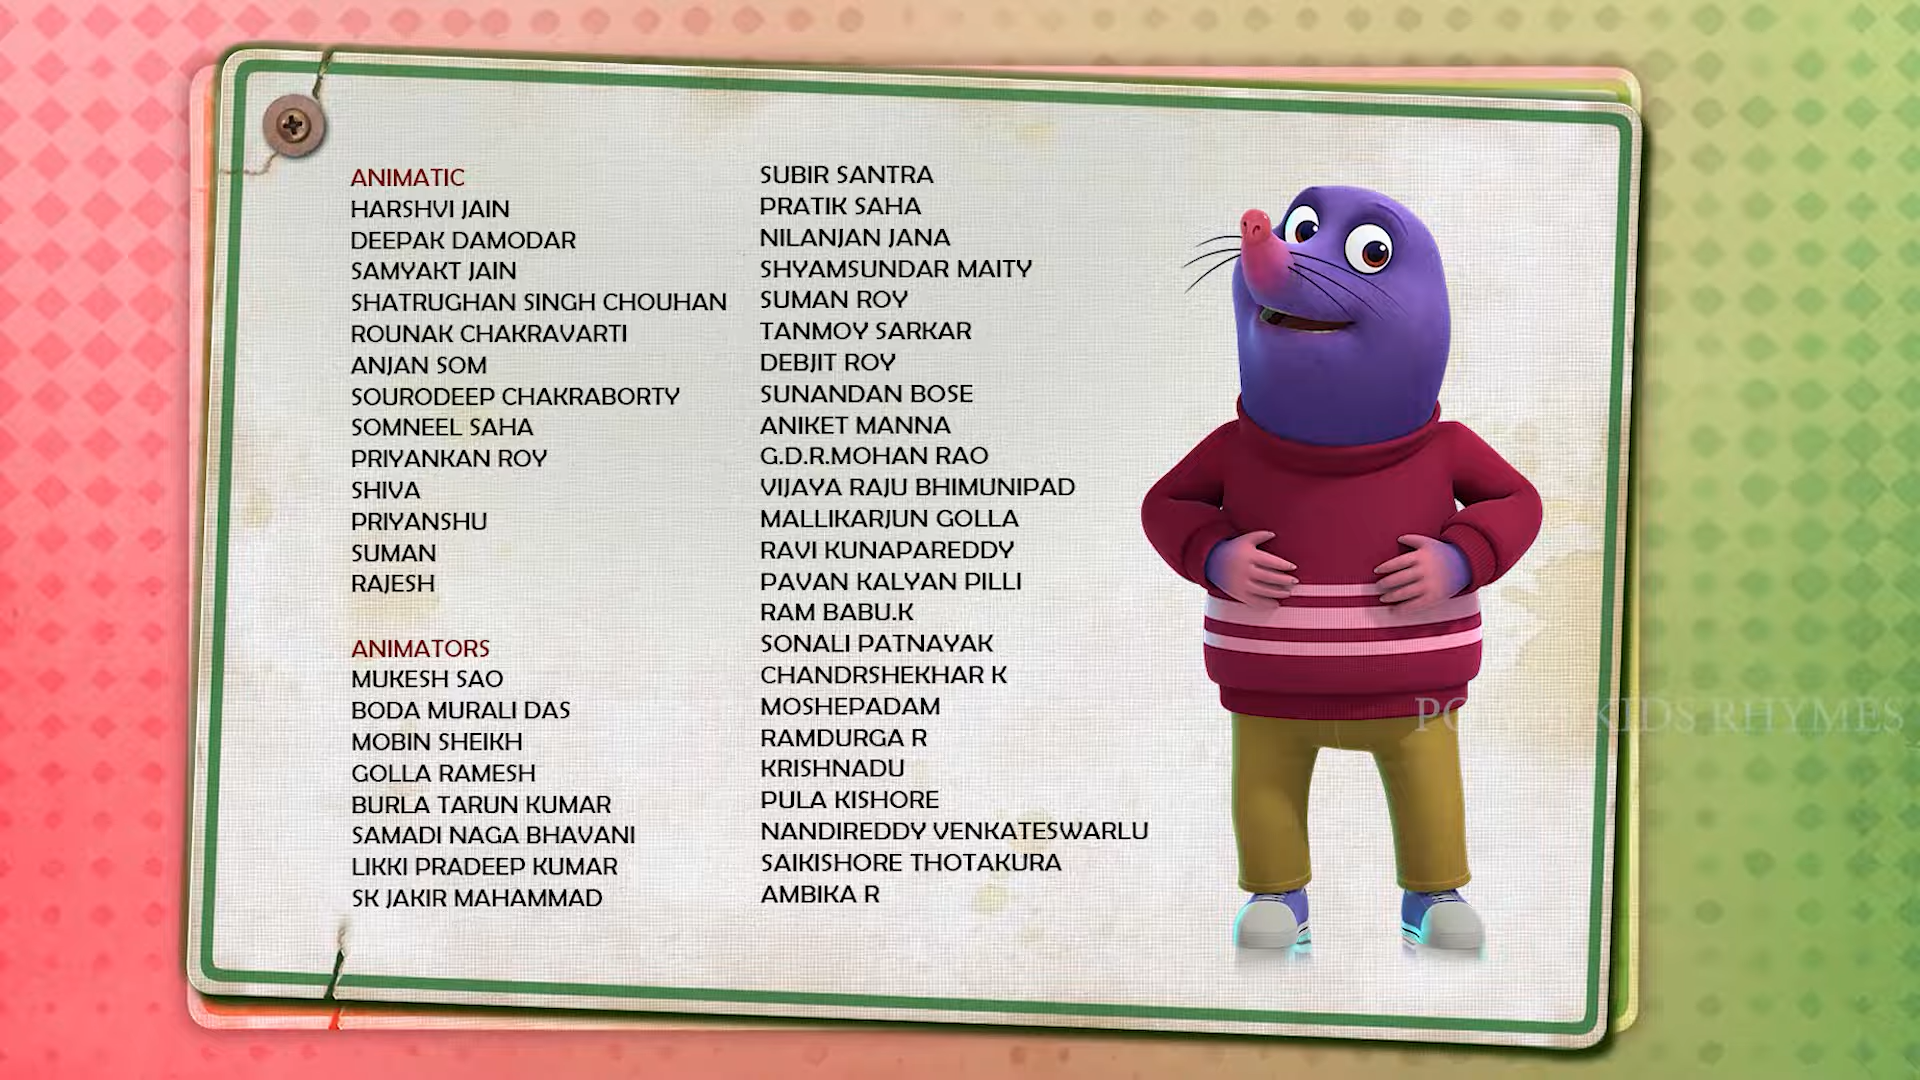 ANIMATIC
HARSHVI JAIN
DEEPAK DAMODAR
SAMYAKT JAIN
SHATRUGHAN SINGH CHOUHAN
ROUNAK CHAKRAVARTI
ANJAN SOM
SOURODEEP CHAKRABORTY
SOMNEEL SAHA
PRIYANKAN ROY
SHIVA
PRIYANSHU
SUMAN
RAJESH
ANIMATORS
MUKESH SAO
BODA MURALI DAS
MOBIN SHEIKH
GOLLA RAMESH
BURLA TARUN KUMAR
SAMADI NAGA BHAVANI
LIKKI PRADEEP KUMAR
SK JAKIR MAHAMMAD
SUBIR SANTRA
PRATIK SAHA
NILANJAN JANA
SHYAMSUNDAR MAITY
SUMAN ROY
TANMOY SARKAR
DEBJIT ROY
SUNANDAN BOSE
ANIKET MANNA
G.D.R.MOHAN RAO
VIJAYA RAJU BHIMUNIPAD
MALLIKARJUN GOLLA
RAVI KUNAPAREDDY
PAVAN KALYAN PILLI
RAM BABU.K
SONALI PATNAYAK
CHANDRSHEKHAR K
MOSHEPADAM
RAMDURGA R
KRISHNADU
PULA KISHORE
NANDIREDDY VENKATESWARLU
SAIKISHORE THOTAKURA
AMBIKA R
KIDS RHYMES